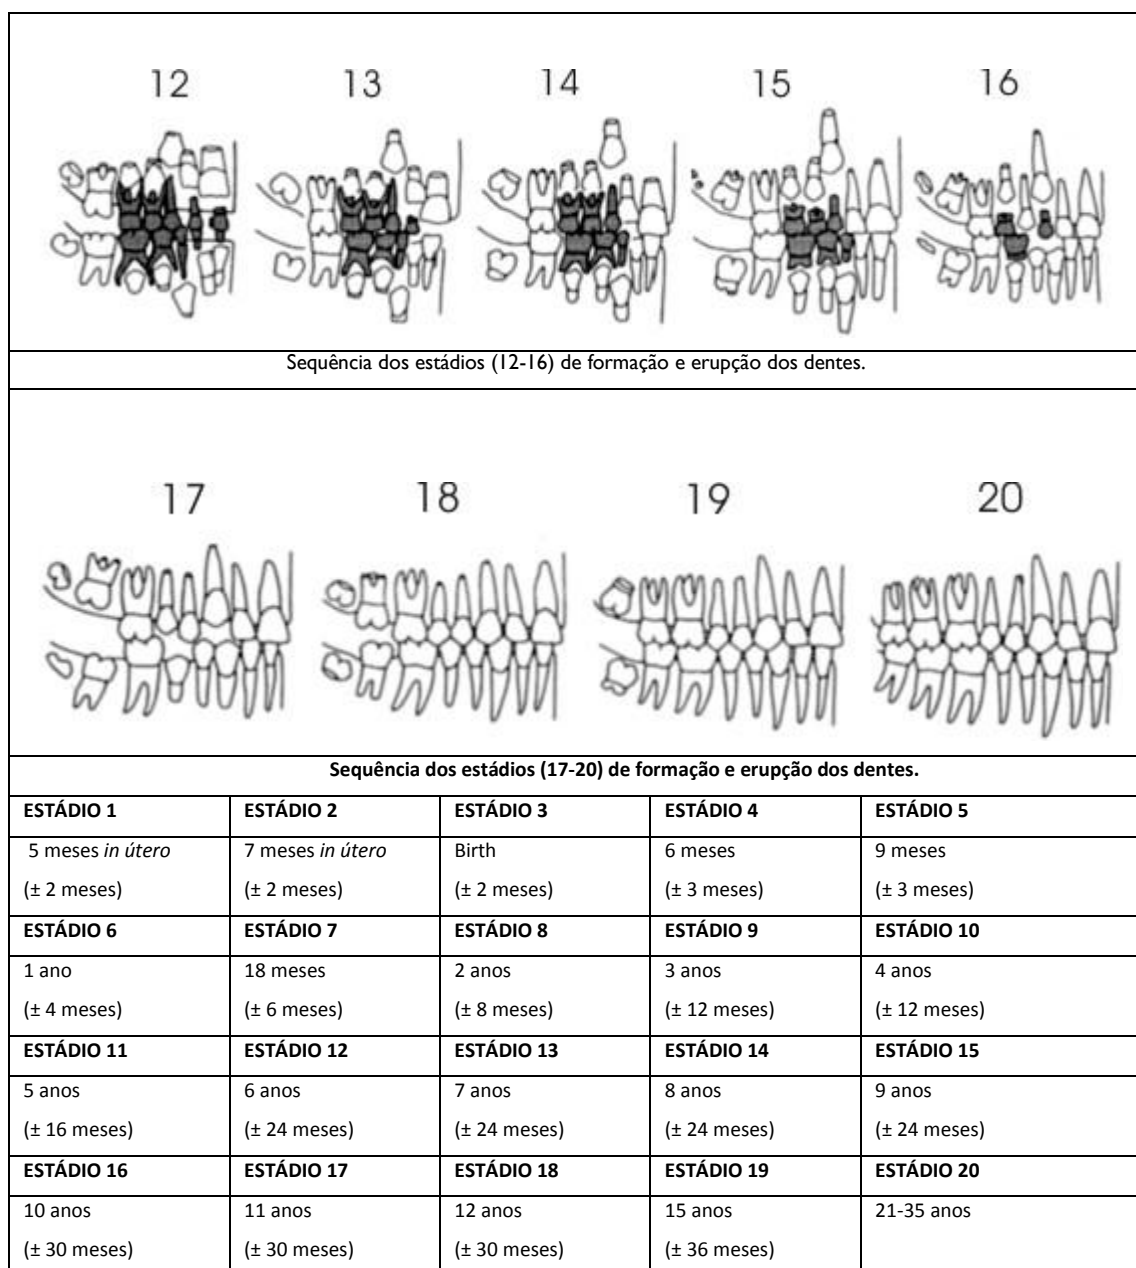 12 13 14 15 16
Sequência dos estádios (12-16) de formação e erupção dos dentes.
17 18 19 20
Sequência dos estádios (17-20) de formação e erupção dos dentes.
ESTÁDIO 1 ESTÁDIO 2 ESTÁDIO 3 ESTÁDIO 4 ESTÁDIO 5
5 meses in útero 7 meses in útero Birth 6 meses 9 meses
(± 2 meses) (± 2 meses) (± 2 meses) (± 3 meses) (± 3 meses)
ESTÁDIO 6 ESTÁDIO 7 ESTÁDIO 8 ESTÁDIO 9 ESTÁDIO 10
1 ano 18 meses 2 anos 3 anos 4 anos
(± 4 meses) (± 6 meses) (± 8 meses) (± 12 meses) (± 12 meses)
ESTÁDIO 11 ESTÁDIO 12 ESTÁDIO 13 ESTÁDIO 14 ESTÁDIO 15
5 anos 6 anos 7 anos 8 anos 9 anos
(± 16 meses) (± 24 meses) (± 24 meses) (± 24 meses) (± 24 meses)
ESTÁDIO 16 ESTÁDIO 17 ESTÁDIO 18 ESTÁDIO 19 ESTÁDIO 20
10 anos 11 anos 12 anos 15 anos 21-35 anos
(± 30 meses) (± 30 meses) (± 30 meses) (± 36 meses)